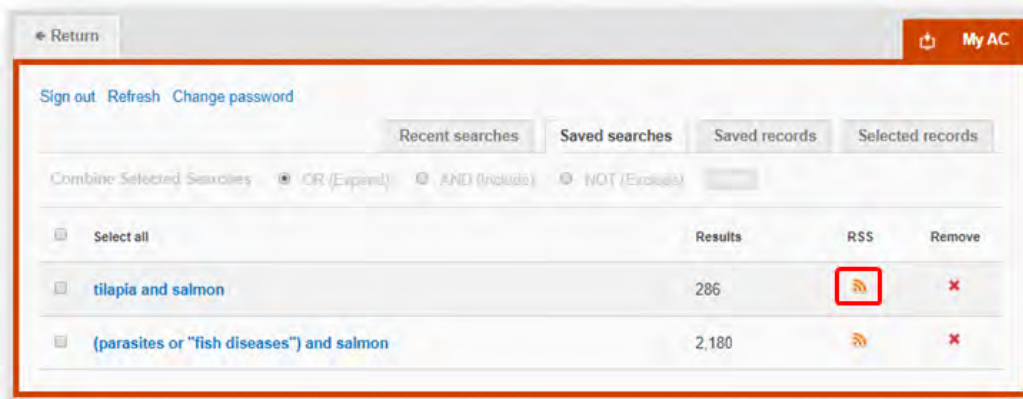 Return
My AC
Sign out Refresh Change password
Recent searches Saved searches Saved records Selected records
Combine Selected Searches OR (Expand) AND (Include) NOT (Exclude)
Select all Results RSS Remove
tilapia and salmon 286
(parasites or "fish diseases") and salmon 2,180